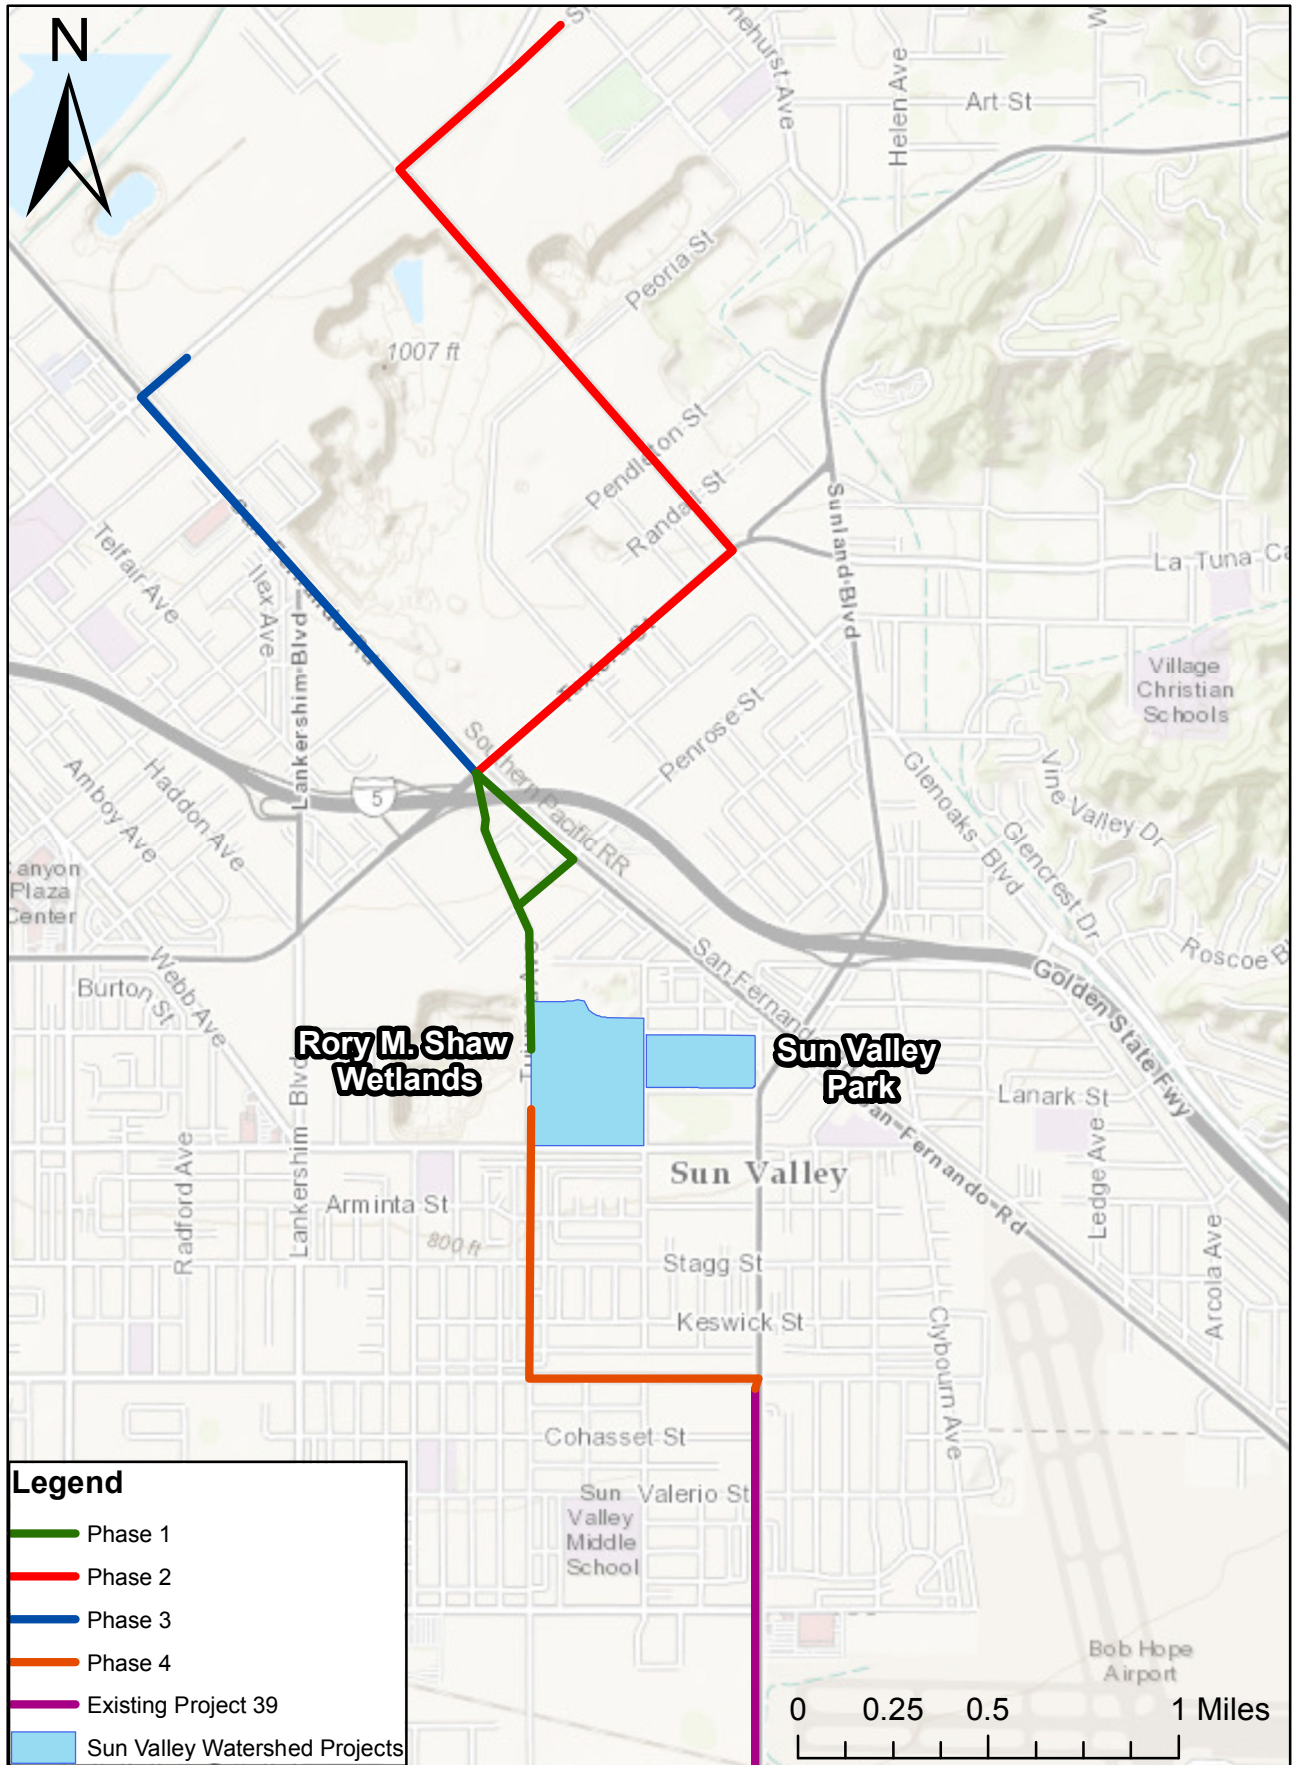 N
Helen Ave
Art St
Peoria St
1007 ft
Pendleton St
Randall St
Sunland Blvd
La Tuna Ca
Telfair Ave
Ilex Ave
Lankershim Blvd
Village
Christian
Schools
Southern Pacific RR
Penrose St
5
Amboy Ave
Haddon Ave
Glenoaks Blvd
Vine Valley Dr
Glencrest Dr
anyon
Plaza
Center
Roscoe B
Webb Ave
Burton St
San Fernando
Golden State Fwy
Rory M. Shaw
Wetlands
Sun Valley
Park
Lankershim Blvd
Lanark St
San Fernando Rd
Ledge Ave
Radford Ave
Sun Valley
Arminta St
800 ft
Stagg St
Arcola Ave
Keswick St
Clybourn Ave
Cohasset St
Valerio St
Sun
Valley
Middle
School
Bob Hope
Airport
Legend
Phase 1
Phase 2
Phase 3
Phase 4
Existing Project 39
Sun Valley Watershed Projects
0 0.25 0.5 1 Miles